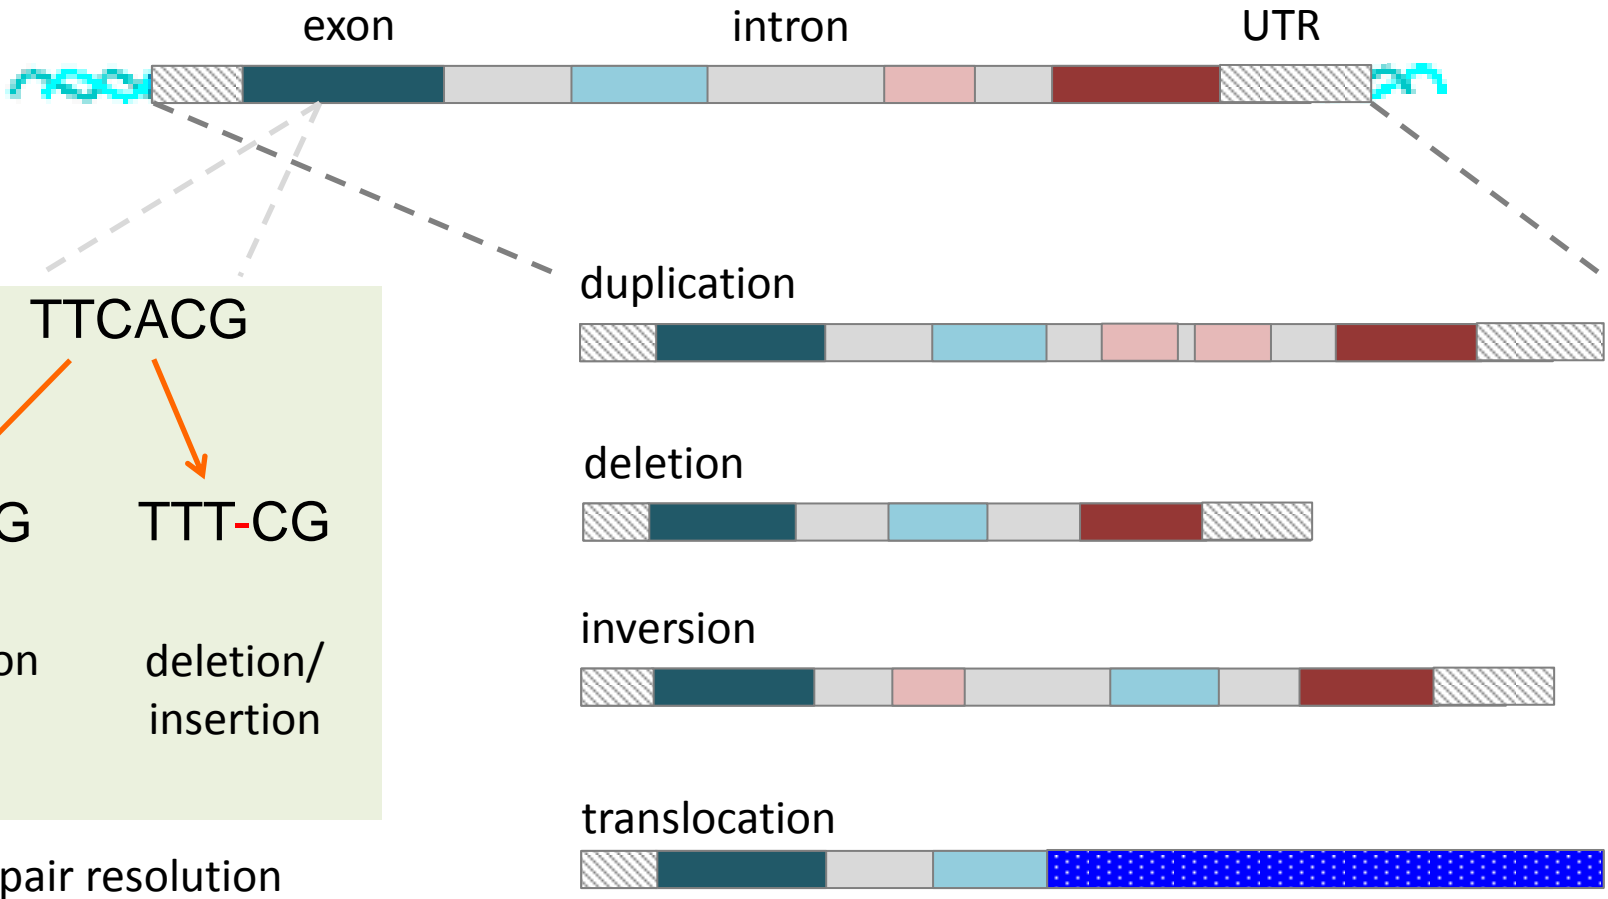 exon intron UTR
duplication
TTCACG
deletion
G TTT-CG
inversion
on deletion/
insertion
translocation
pair resolution